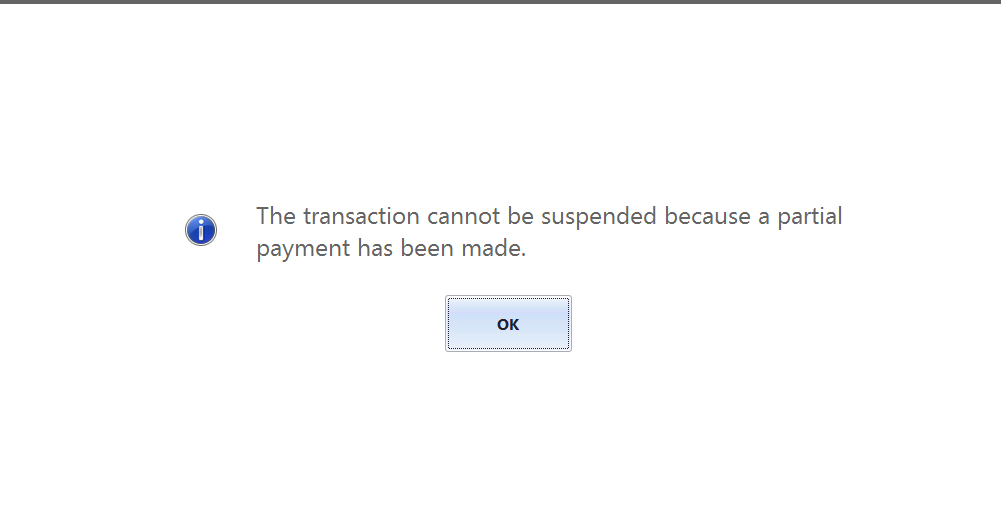 The transaction cannot be suspended because a partial
payment has been made.
OK